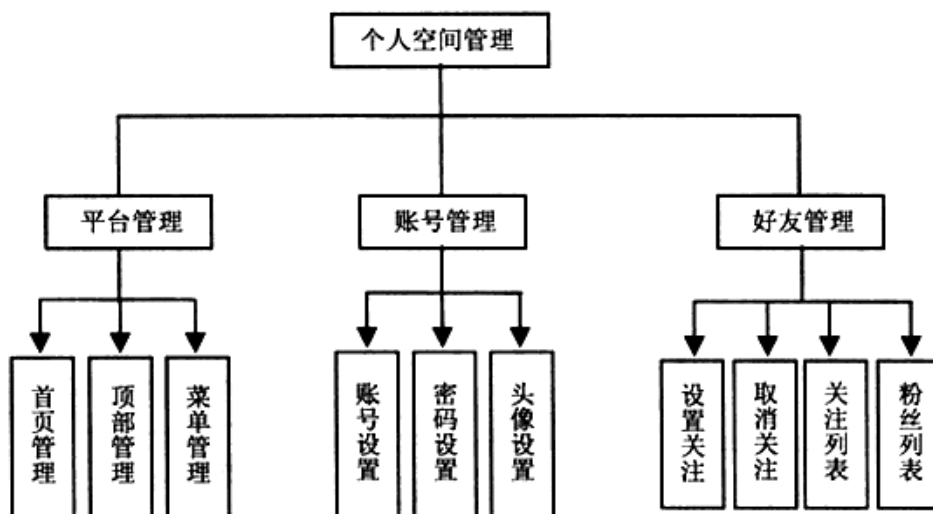 个人空间管理
平台管理
账号管理
好友管理
首页管理
顶部管理
菜单管理
账号设置
密码设置
头像设置
设置关注
取消关注
关注列表
粉丝列表